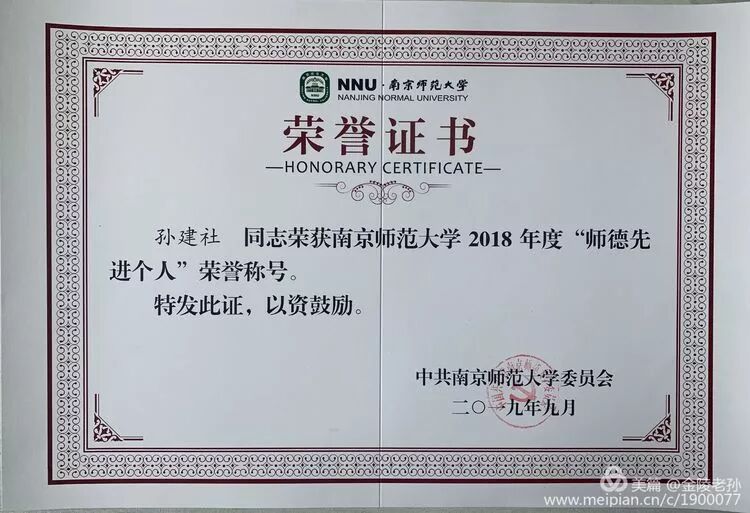 NNU·南京师范大学
NANJING NORMAL UNIVERSITY
荣誉证书
—HONORARY CERTIFICATE—
孙建社 同志荣获南京师范大学 2018 年度“师德先
进个人”荣誉称号。
特发此证，以资鼓励。
中共南京师范大学委员会
二〇一九年九月
美篇 @金陵老孙
www.meipian.cn/c/1900077